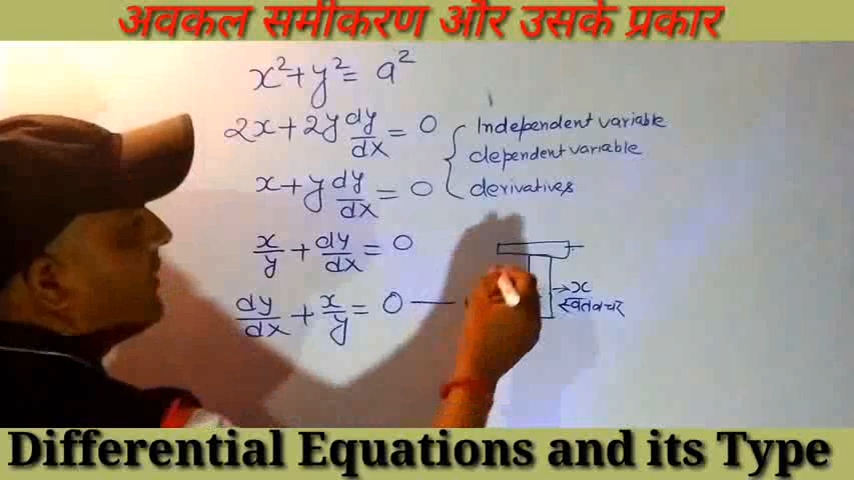 अवकल समीकरण और उसके प्रकार
x²+y²= a²
2x+2y dy/dx = 0
Independent variable
dependent variable
x+y dy/dx = 0
derivatives
x/y + dy/dx = 0
dy/dx + x/y = 0
→x
स्वतंत्र चर
Differential Equations and its Type